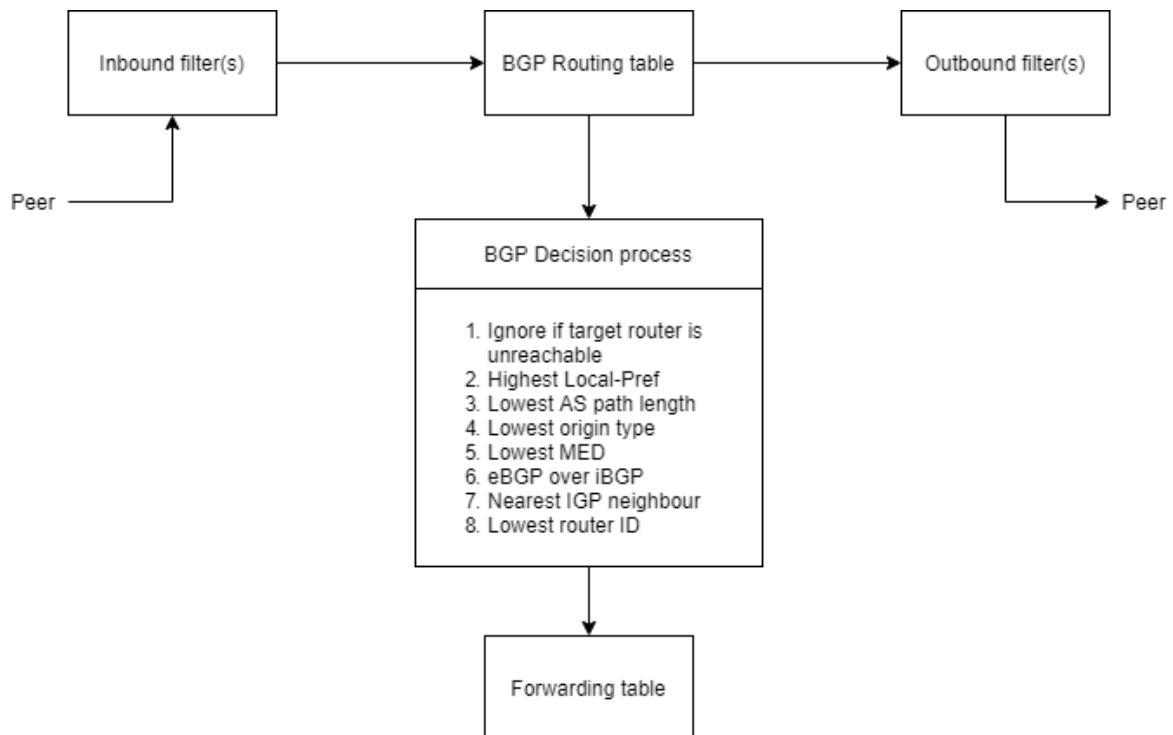 Inbound filter(s)
BGP Routing table
Outbound filter(s)
Peer
Peer
BGP Decision process
1. Ignore if target router is
unreachable
2. Highest Local-Pref
3. Lowest AS path length
4. Lowest origin type
5. Lowest MED
6. eBGP over iBGP
7. Nearest IGP neighbour
8. Lowest router ID
Forwarding table